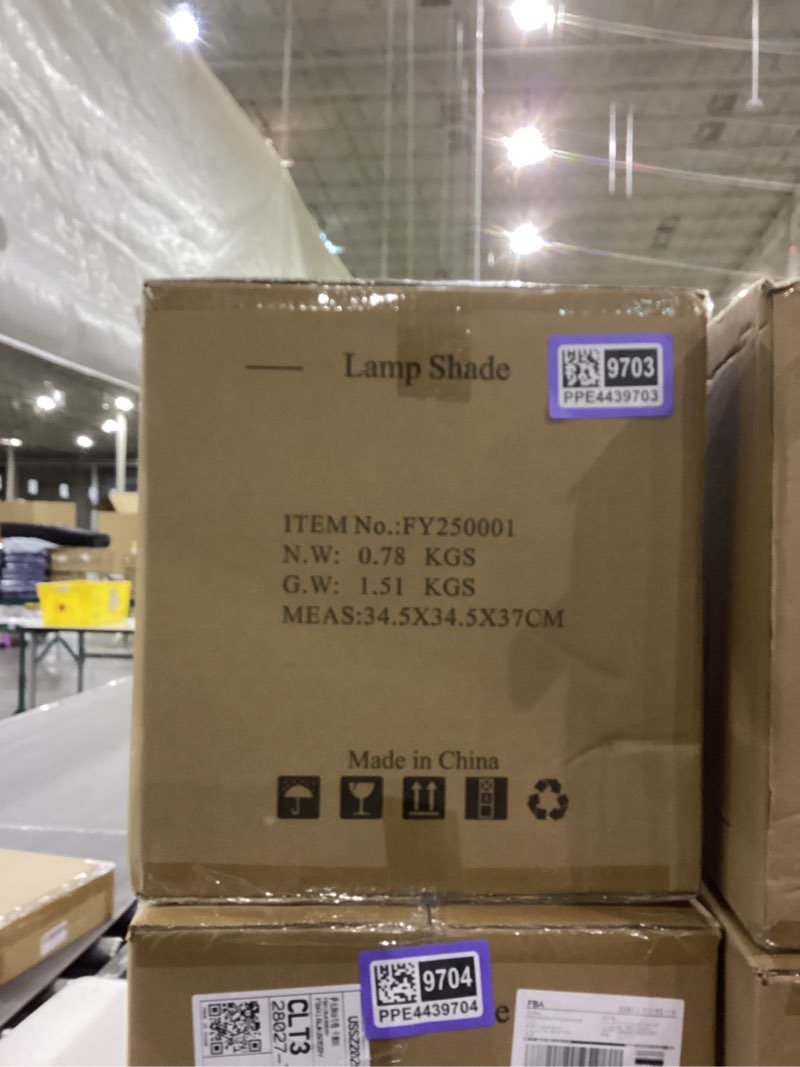 Lamp Shade
9703
PPE4439703
ITEM No.:FY250001
N.W: 0.78 KGS
G.W: 1.51 KGS
MEAS:34.5X34.5X37CM
Made in China
9704
PPE4439704
e
CLT3
28027-
FBA